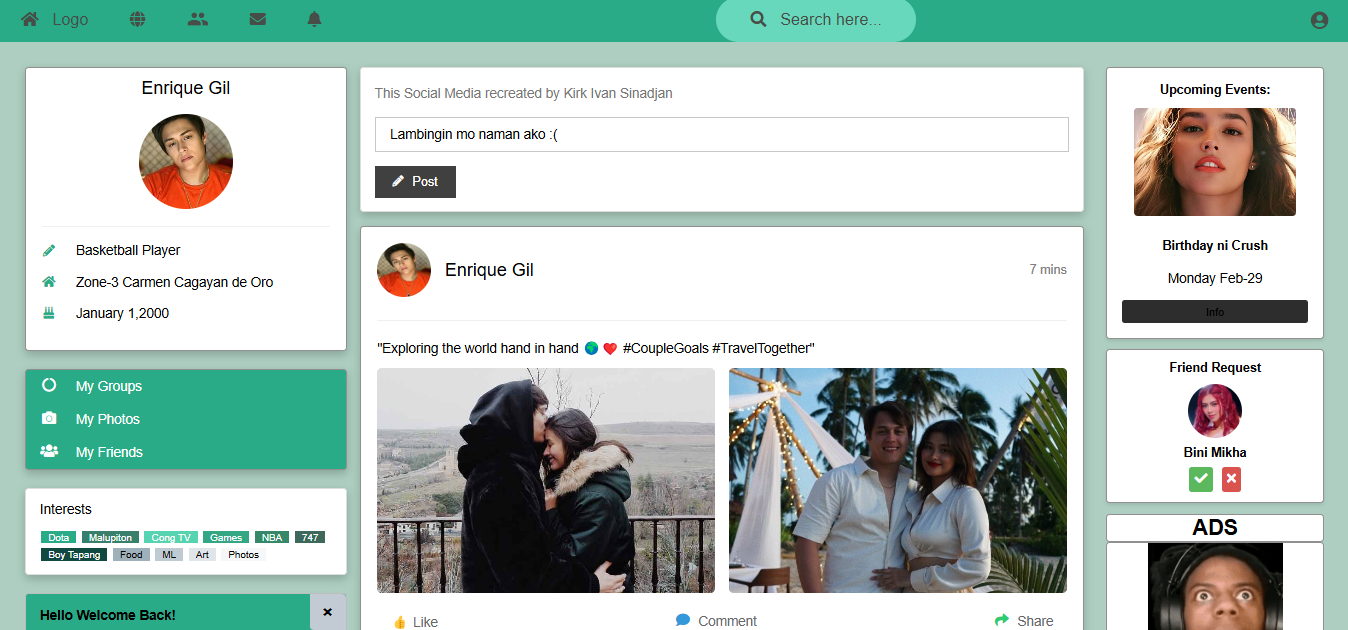 Logo
Search here...
Enrique Gil
Basketball Player
Zone-3 Carmen Cagayan de Oro
January 1,2000
My Groups
My Photos
My Friends
Interests
Dota Malupiton Cong TV Games NBA 747
Boy Tapang Food ML Art Photos
Hello Welcome Back!
×
This Social Media recreated by Kirk Ivan Sinadjan
Lambingin mo naman ako :(
Post
Enrique Gil
7 mins
"Exploring the world hand in hand 🌍 ❤️ #CoupleGoals #TravelTogether"
👍 Like
Comment
Share
Upcoming Events:
Birthday ni Crush
Monday Feb-29
Info
Friend Request
Bini Mikha
ADS